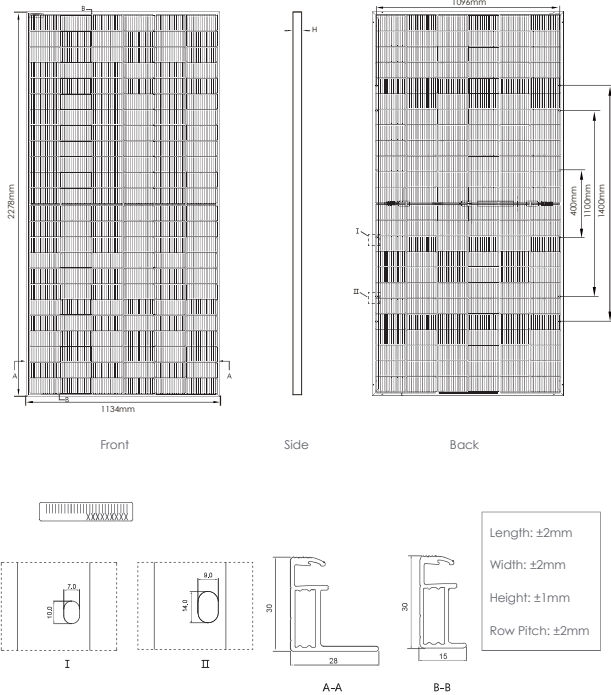 B
H
1096mm
2278mm
400mm
1100mm
1400mm
I
II
A
A
B
1134mm
Front
Side
Back
7,0
10,0
I
9,0
14,0
II
30
28
A-A
30
15
B-B
Length: ±2mm
Width: ±2mm
Height: ±1mm
Row Pitch: ±2mm